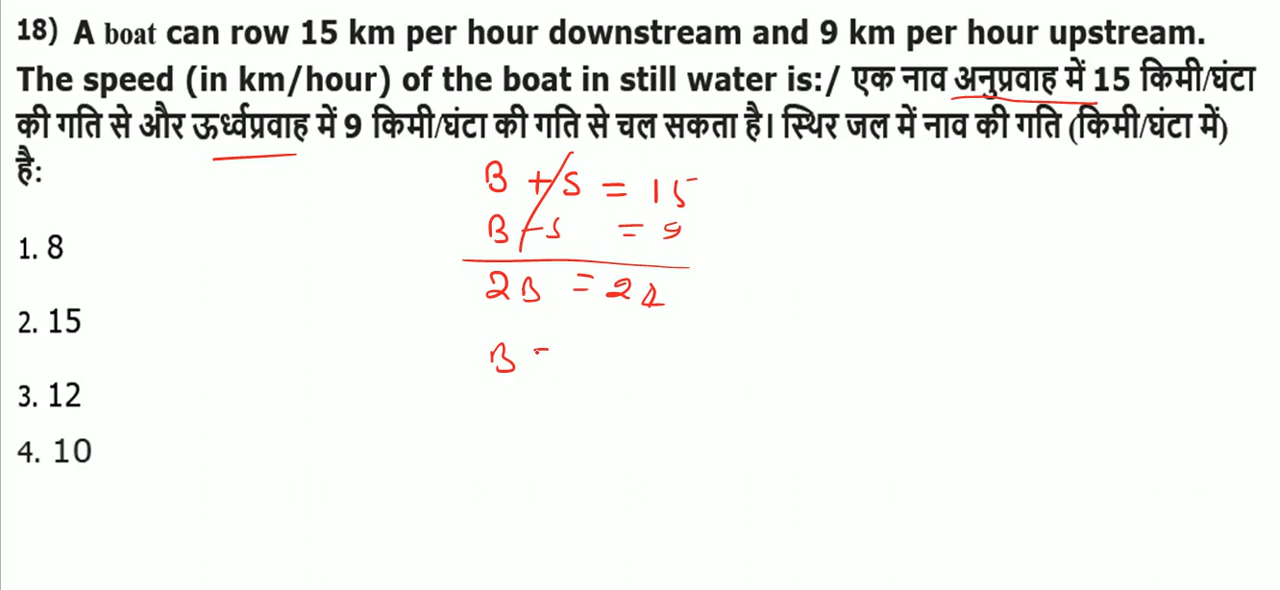 18) A boat can row 15 km per hour downstream and 9 km per hour upstream.
The speed (in km/hour) of the boat in still water is:/ एक नाव अनुप्रवाह में 15 किमी/घंटा
की गति से और ऊर्ध्वप्रवाह में 9 किमी/घंटा की गति से चल सकता है। स्थिर जल में नाव की गति (किमी/घंटा में)
है:
B + S = 15
B - S = 9
2B = 24
B =
1. 8
2. 15
3. 12
4. 10